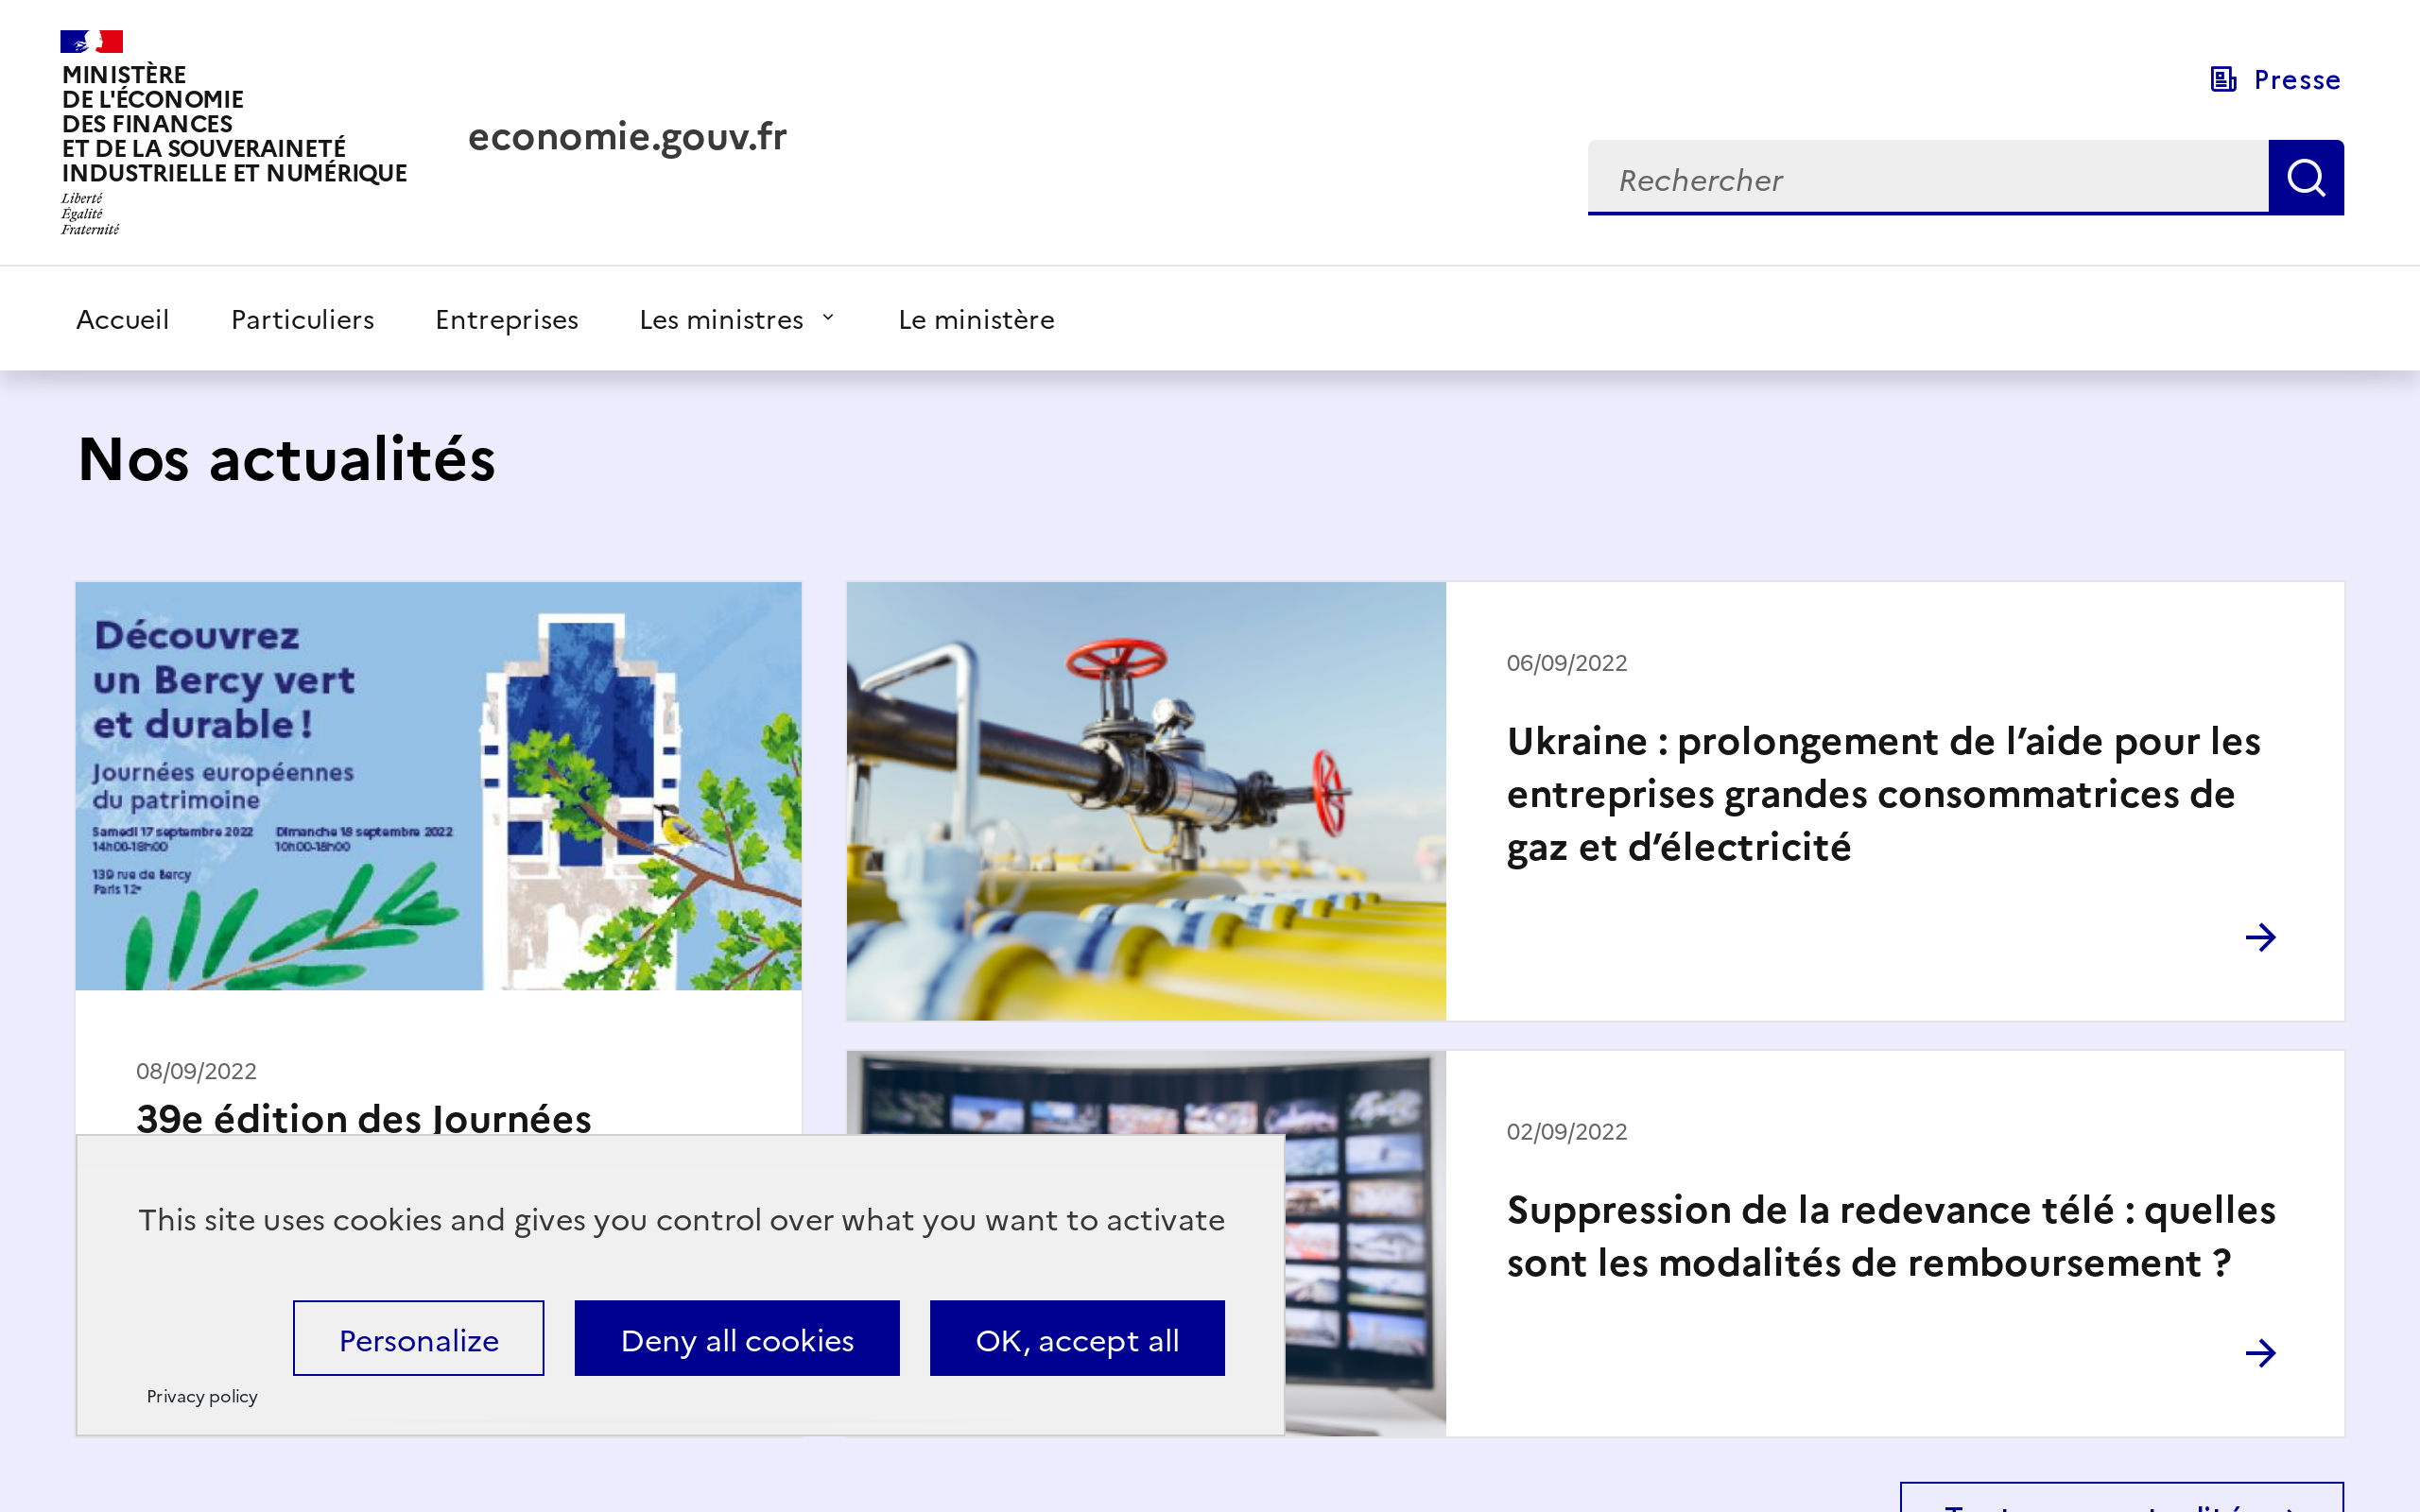 MINISTÈRE
DE L'ÉCONOMIE
DES FINANCES
ET DE LA SOUVERAINETÉ
INDUSTRIELLE ET NUMÉRIQUE
Liberté
Égalité
Fraternité
economie.gouv.fr
Presse
Rechercher
Accueil
Particuliers
Entreprises
Les ministres
Le ministère
Nos actualités
Découvrez
un Bercy vert
et durable !
Journées européennes
du patrimoine
Samedi 17 septembre 2022
14h00-18h00
Dimanche 18 septembre 2022
10h00-18h00
139 rue de Bercy
Paris 12e
08/09/2022
39e édition des Journées
06/09/2022
Ukraine : prolongement de l’aide pour les
entreprises grandes consommatrices de
gaz et d’électricité
02/09/2022
Suppression de la redevance télé : quelles
sont les modalités de remboursement ?
This site uses cookies and gives you control over what you want to activate
Personalize
Deny all cookies
OK, accept all
Privacy policy